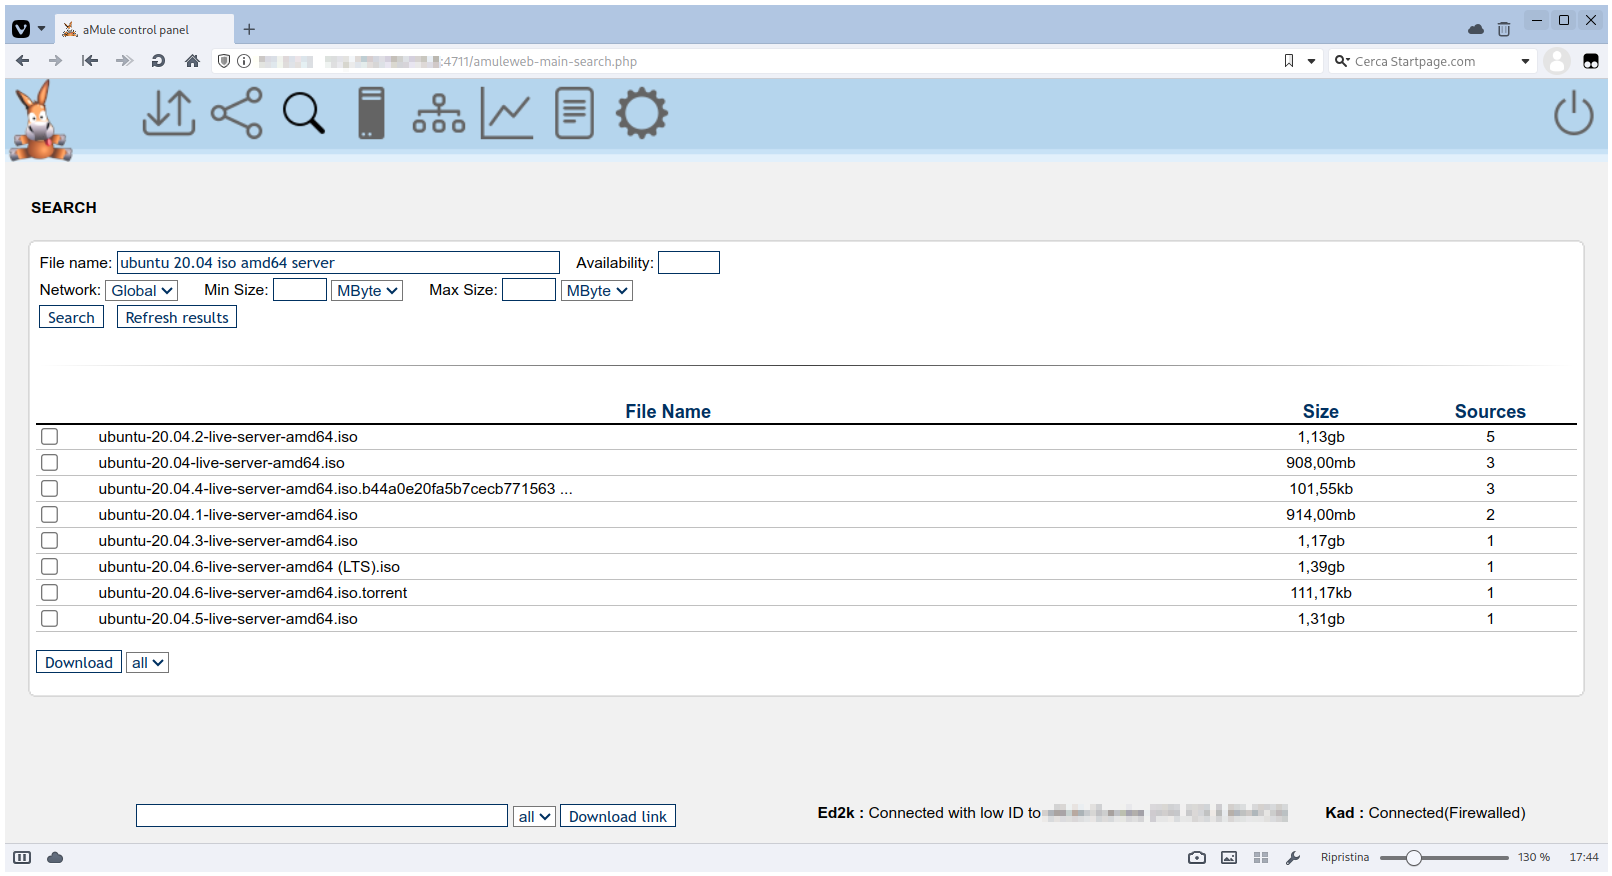 aMule control panel
:4711/amuleweb-main-search.php
Cerca Startpage.com
SEARCH
File name: ubuntu 20.04 iso amd64 server Availability:
Network: Global Min Size: MByte Max Size: MByte
Search Refresh results
File Name Size Sources
ubuntu-20.04.2-live-server-amd64.iso 1,13gb 5
ubuntu-20.04-live-server-amd64.iso 908,00mb 3
ubuntu-20.04.4-live-server-amd64.iso.b44a0e20fa5b7cecb771563 ... 101,55kb 3
ubuntu-20.04.1-live-server-amd64.iso 914,00mb 2
ubuntu-20.04.3-live-server-amd64.iso 1,17gb 1
ubuntu-20.04.6-live-server-amd64 (LTS).iso 1,39gb 1
ubuntu-20.04.6-live-server-amd64.iso.torrent 111,17kb 1
ubuntu-20.04.5-live-server-amd64.iso 1,31gb 1
Download all
all Download link Ed2k : Connected with low ID to Kad : Connected(Firewalled)
Ripristina 130 % 17:44